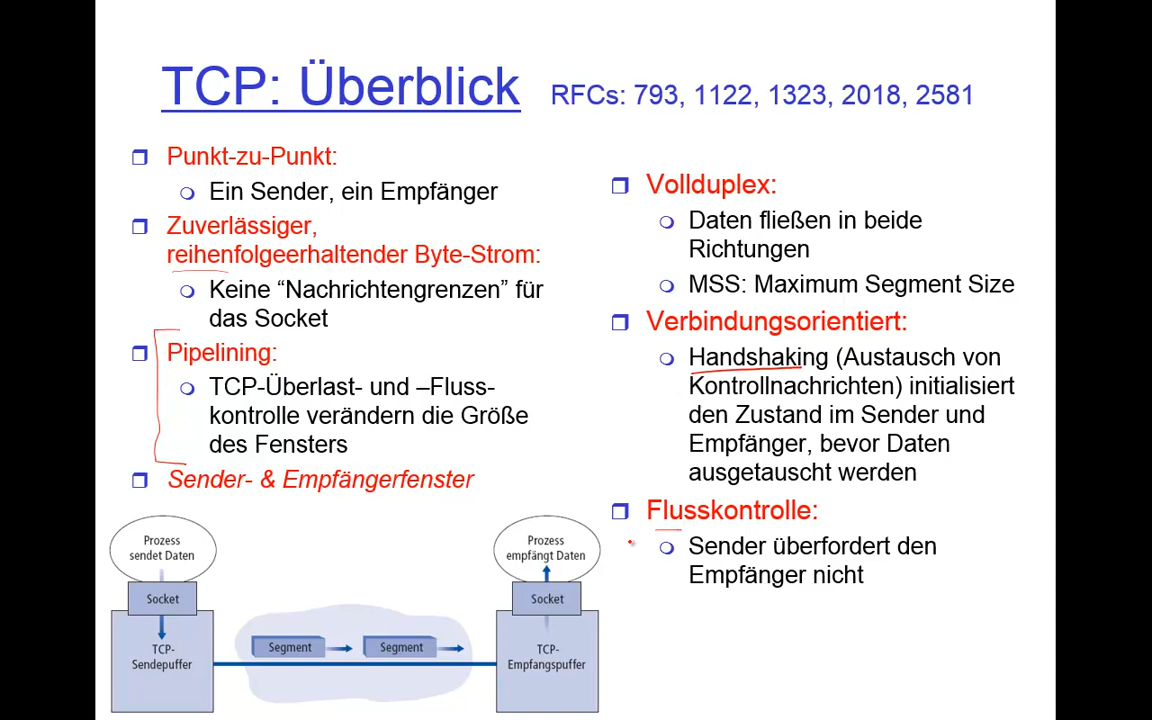 TCP: Überblick RFCs: 793, 1122, 1323, 2018, 2581
Punkt-zu-Punkt:
Ein Sender, ein Empfänger
Zuverlässiger,
reihenfolgeerhaltender Byte-Strom:
Keine “Nachrichtengrenzen” für
das Socket
Pipelining:
TCP-Überlast- und –Fluss-
kontrolle verändern die Größe
des Fensters
Sender- & Empfängerfenster
Vollduplex:
Daten fließen in beide
Richtungen
MSS: Maximum Segment Size
Verbindungsorientiert:
Handshaking (Austausch von
Kontrollnachrichten) initialisiert
den Zustand im Sender und
Empfänger, bevor Daten
ausgetauscht werden
Flusskontrolle:
Sender überfordert den
Empfänger nicht
Prozess
sendet Daten
Socket
TCP-
Sendepuffer
Segment
Segment
Prozess
empfängt Daten
Socket
TCP-
Empfangspuffer